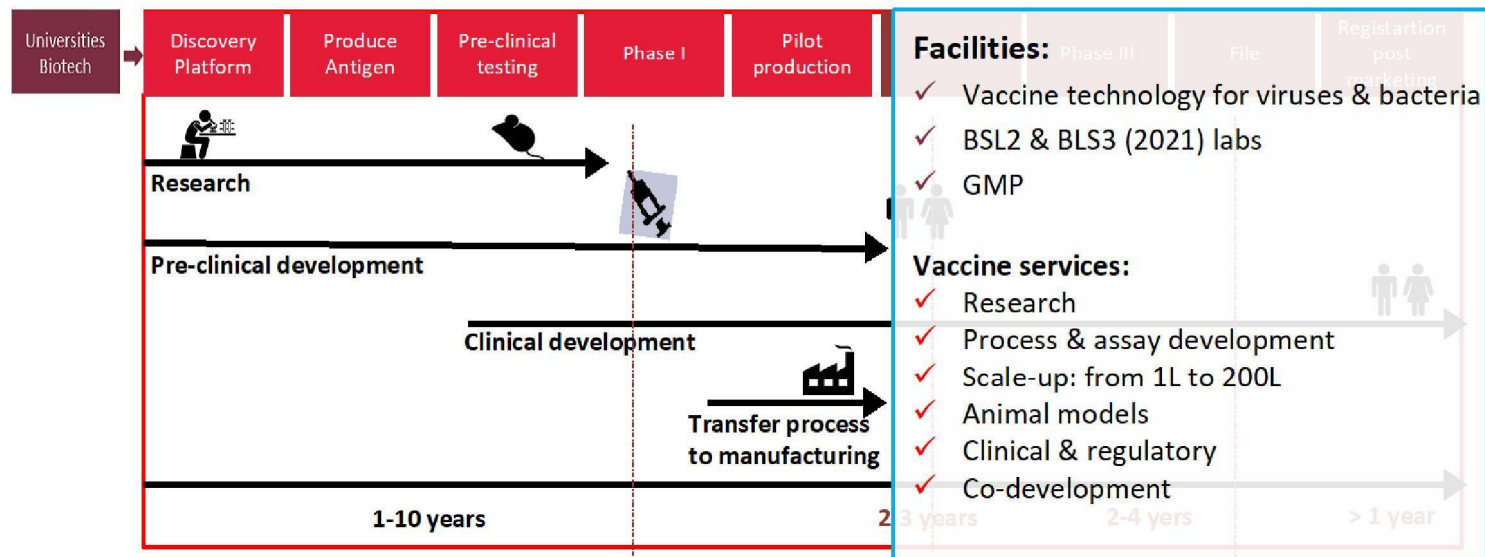 Universities
Biotech
Discovery
Platform
Produce
Antigen
Pre-clinical
testing
Phase I
Pilot
production
Phase III
File
Registartion
post
marketing
Facilities:
Vaccine technology for viruses & bacteria
BSL2 & BLS3 (2021) labs
GMP
Research
Pre-clinical development
Clinical development
Transfer process
to manufacturing
Vaccine services:
Research
Process & assay development
Scale-up: from 1L to 200L
Animal models
Clinical & regulatory
Co-development
1-10 years
2-3 years
2-4 yers
> 1 year